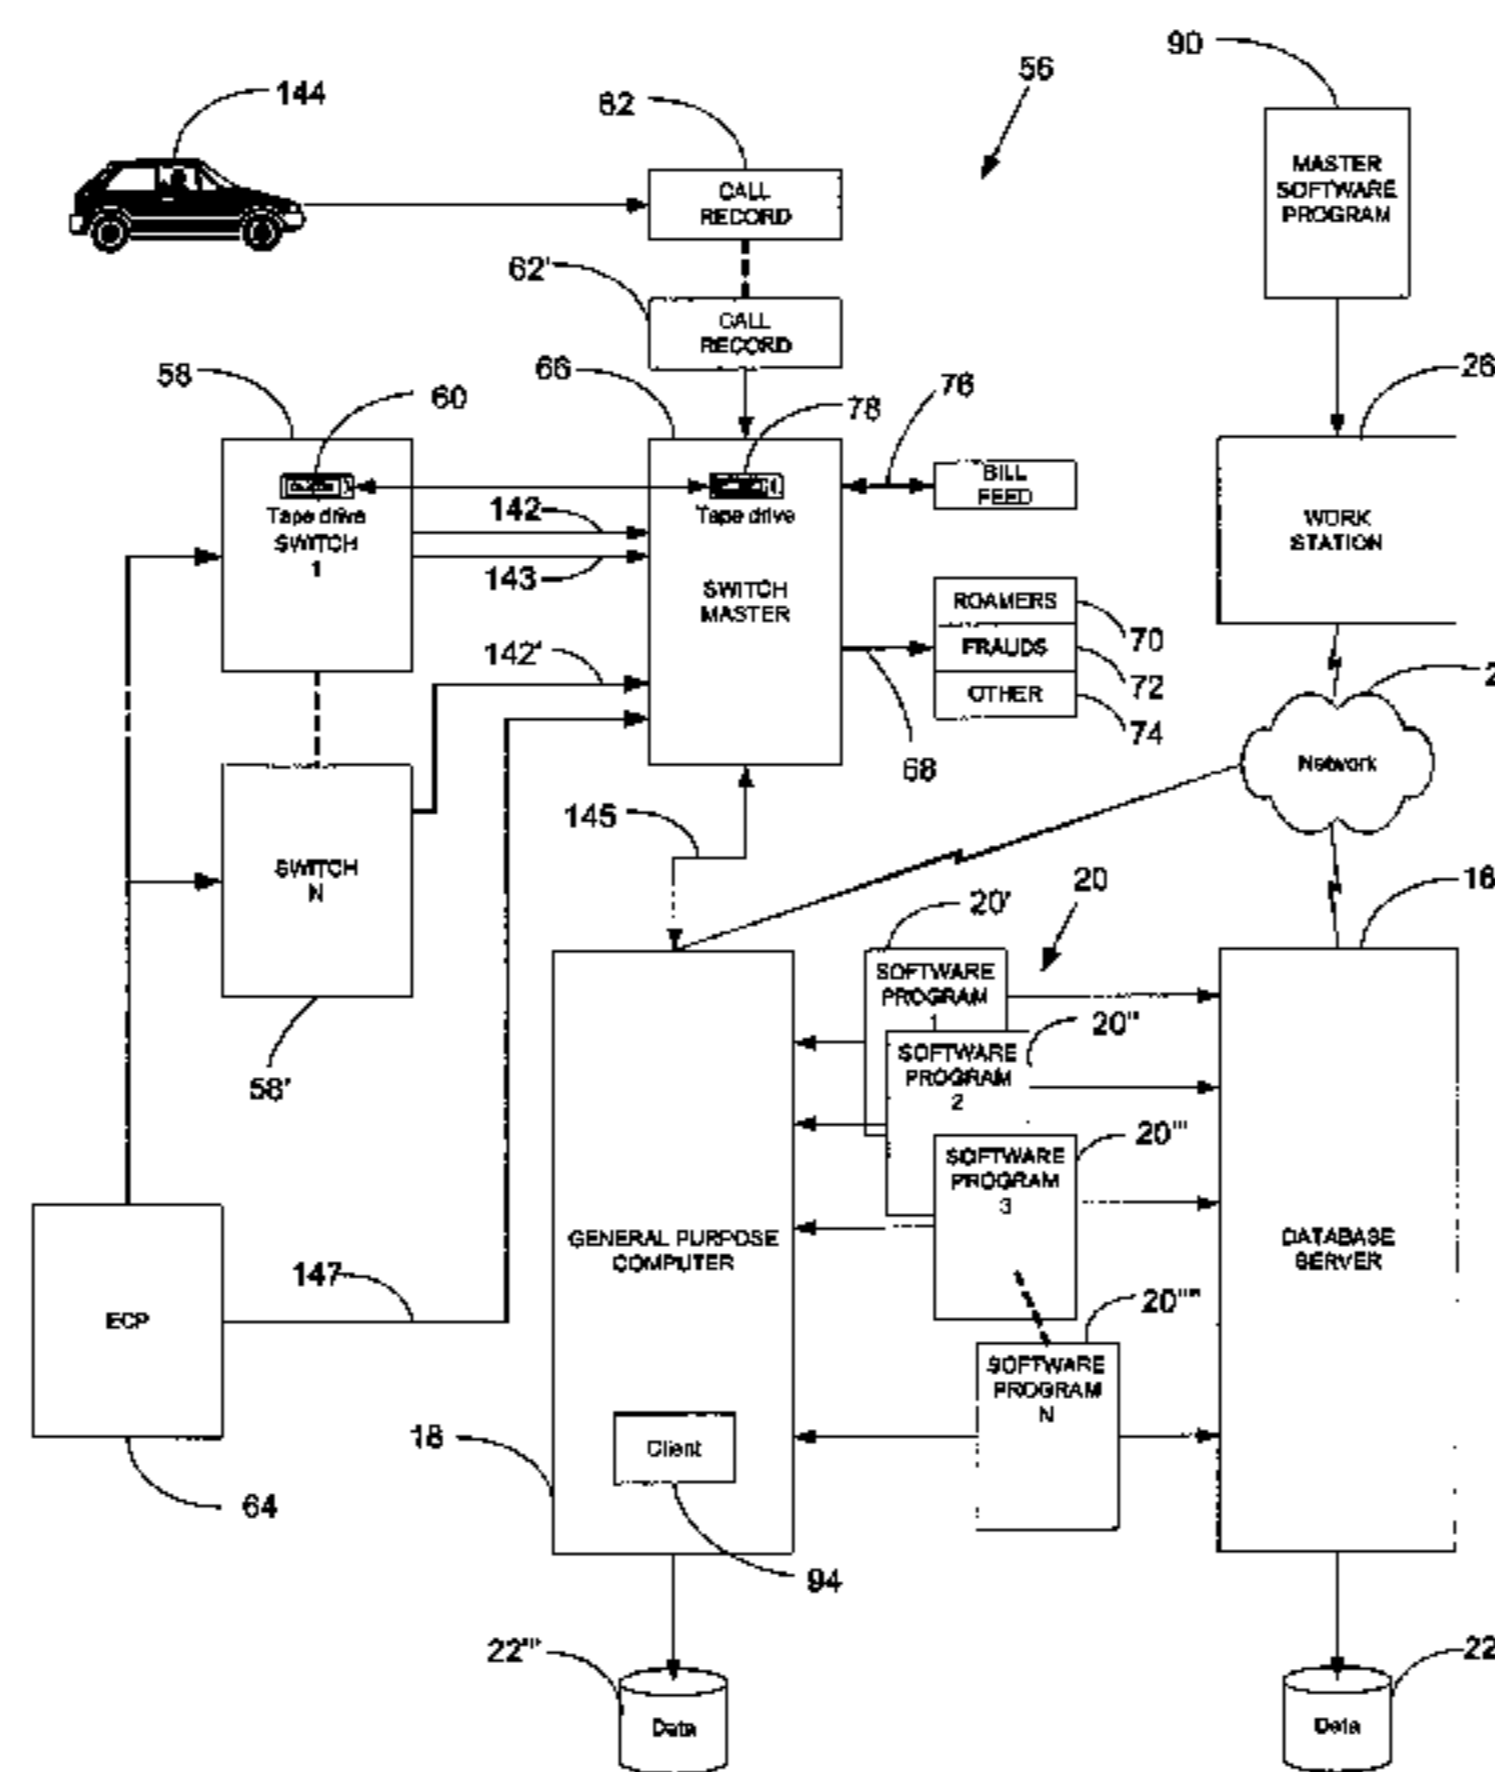 144
62
56
90
CALL
RECORD
MASTER
SOFTWARE
PROGRAM
62'
CALL
RECORD
58
60
66
78
76
26
Tape drive
SWITCH
1
142
143
Tape drive
SWITCH
MASTER
BILL
FEED
WORK
STATION
ROAMERS
FRAUDS
OTHER
70
72
74
142'
68
Network
145
SWITCH
N
58'
20'
20
16
SOFTWARE
PROGRAM
1
20"
SOFTWARE
PROGRAM
2
20'"
SOFTWARE
PROGRAM
3
GENERAL PURPOSE
COMPUTER
DATABASE
SERVER
147
ECP
20""
SOFTWARE
PROGRAM
N
18
Client
64
94
22'"
Data
22
Data